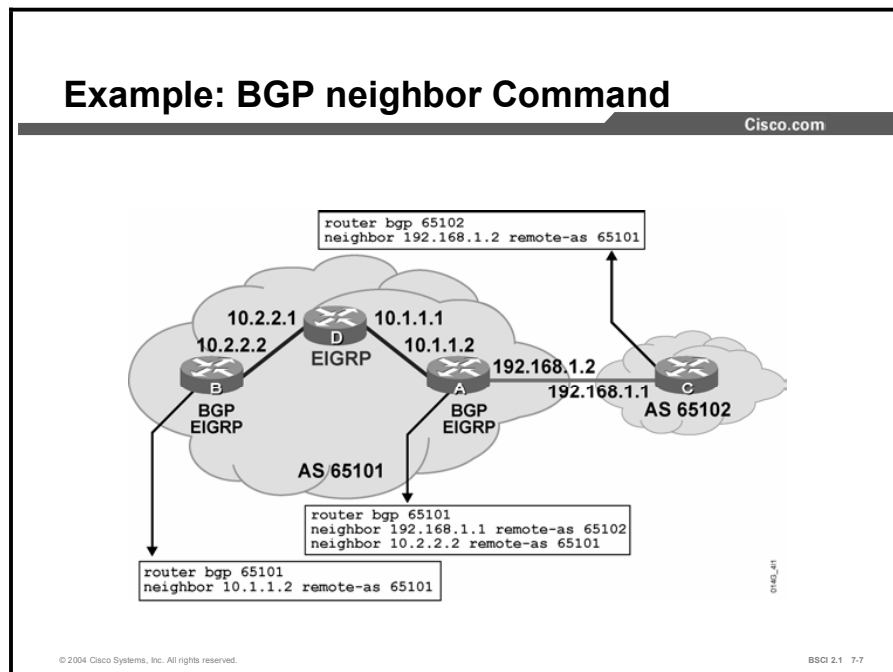 Example: BGP neighbor Command
Cisco.com
router bgp 65102
neighbor 192.168.1.2 remote-as 65101
10.2.2.1
10.1.1.1
D
10.2.2.2
EIGRP
10.1.1.2
192.168.1.2
B
A
C
192.168.1.1
BGP
EIGRP
BGP
EIGRP
AS 65102
AS 65101
router bgp 65101
neighbor 192.168.1.1 remote-as 65102
neighbor 10.2.2.2 remote-as 65101
router bgp 65101
neighbor 10.1.1.2 remote-as 65101
© 2004 Cisco Systems, Inc. All rights reserved.
BSCI 2.1 7-7